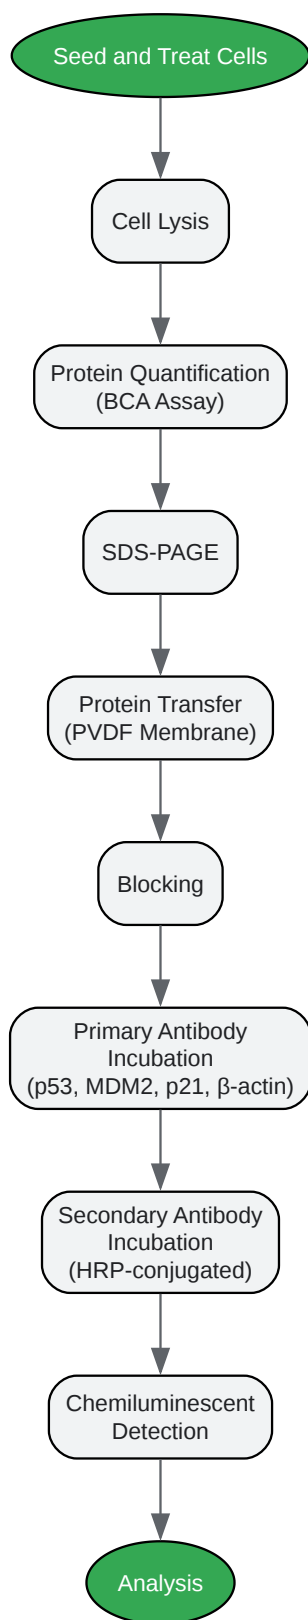 Seed and Treat Cells
Cell Lysis
Protein Quantification
(BCA Assay)
SDS-PAGE
Protein Transfer
(PVDF Membrane)
Blocking
Primary Antibody
Incubation
(p53, MDM2, p21, β-actin)
Secondary Antibody
Incubation
(HRP-conjugated)
Chemiluminescent
Detection
Analysis